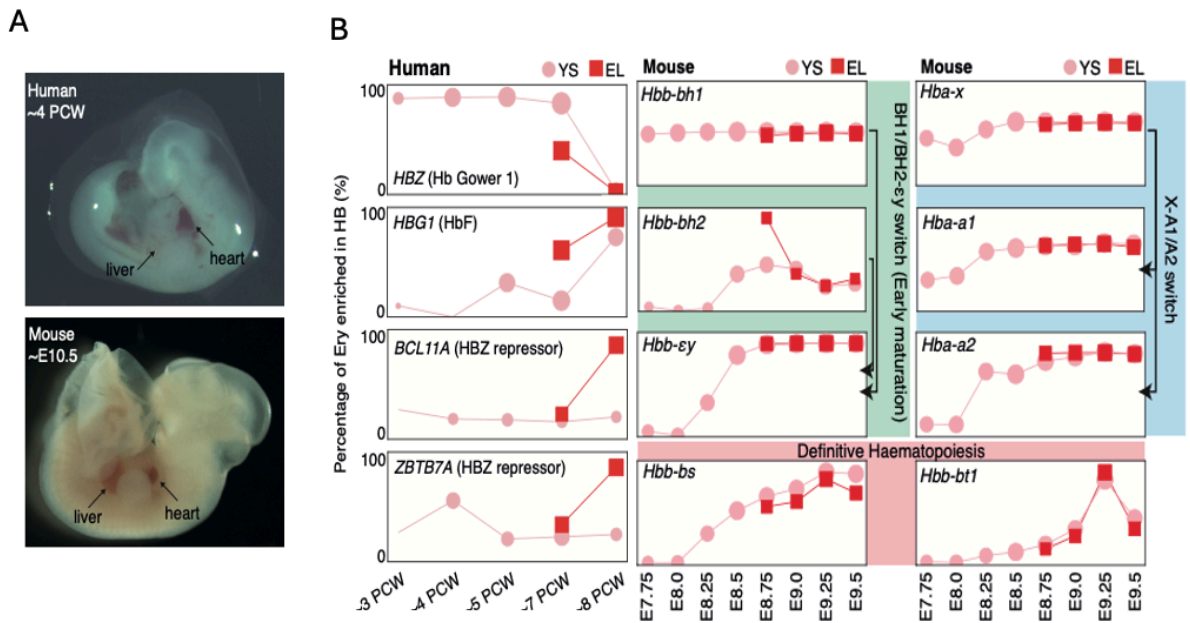 A
B
Human
~4 PCW
liver
heart
Mouse
~E10.5
liver
heart
Percentage of Ery enriched in HB (%)
Human
YS EL
100
HBZ (Hb Gower 1)
0
100
HBG1 (HbF)
0
100
BCL11A (HBZ repressor)
0
100
ZBTB7A (HBZ repressor)
0
~3 PCW
~4 PCW
~5 PCW
~7 PCW
~8 PCW
Mouse
YS EL
Hbb-bh1
Hbb-bh2
Hbb-εy
BH1/BH2-εy switch (Early maturation)
Mouse
YS EL
Hba-x
Hba-a1
Hba-a2
X-A1/A2 switch
Definitive Haematopoiesis
Hbb-bs
Hbb-bt1
E7.75
E8.0
E8.25
E8.5
E8.75
E9.0
E9.25
E9.5
E7.75
E8.0
E8.25
E8.5
E8.75
E9.0
E9.25
E9.5